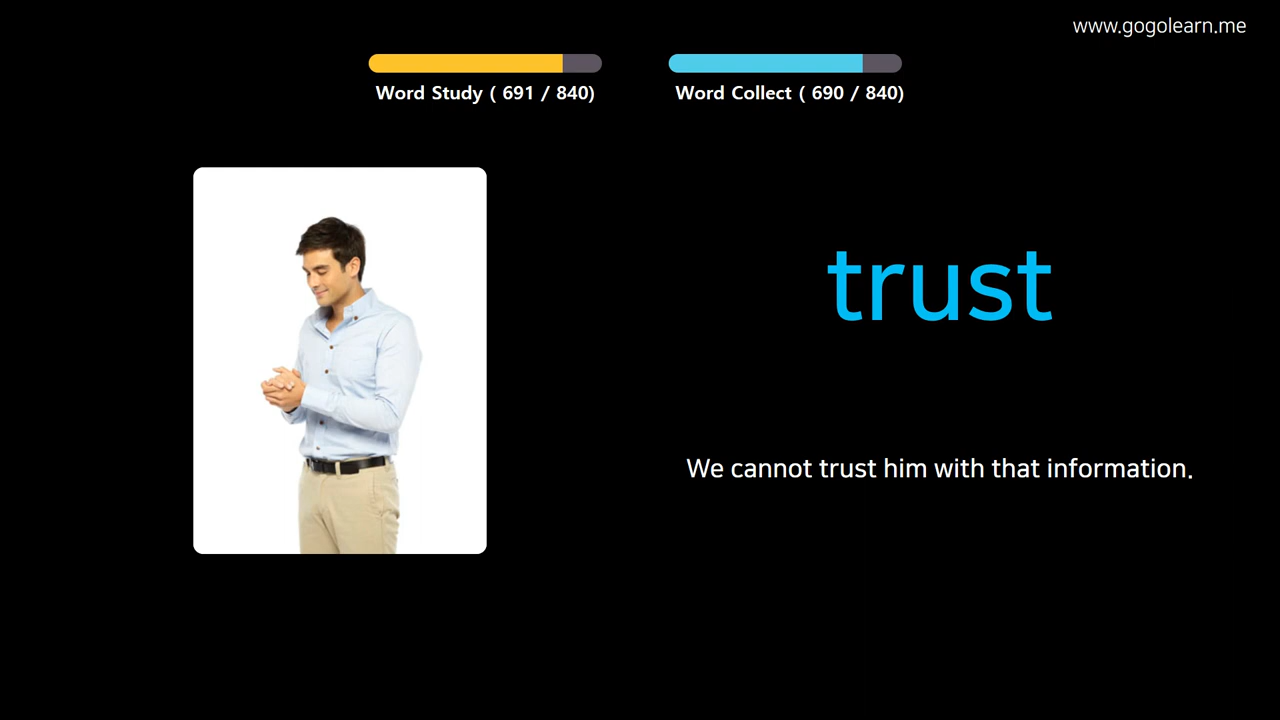 www.gogolearn.me
Word Study ( 691 / 840)
Word Collect ( 690 / 840)
trust
We cannot trust him with that information.